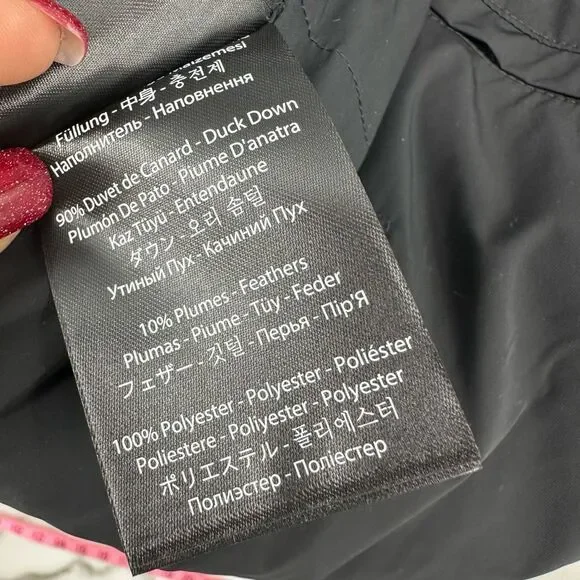 Füllung - 中身 - 충전제
Наполнитель - Наповнення
90% Duvet de Canard - Duck Down
Plumón De Pato - Piume D'anatra
Kaz Tüyü - Entendaune
ダウン - 오리 솜털
Утиный Пух - Качиний Пух
10% Plumes - Feathers
Plumas - Piume - Tüy - Feder
フェザー - 깃털 - Перья - Пір'Я
100% Polyester - Polyester - Poliéster
Poliestere - Poliyester - Polyester
ポリエステル - 폴리에스터
Полиэстер - Поліестер